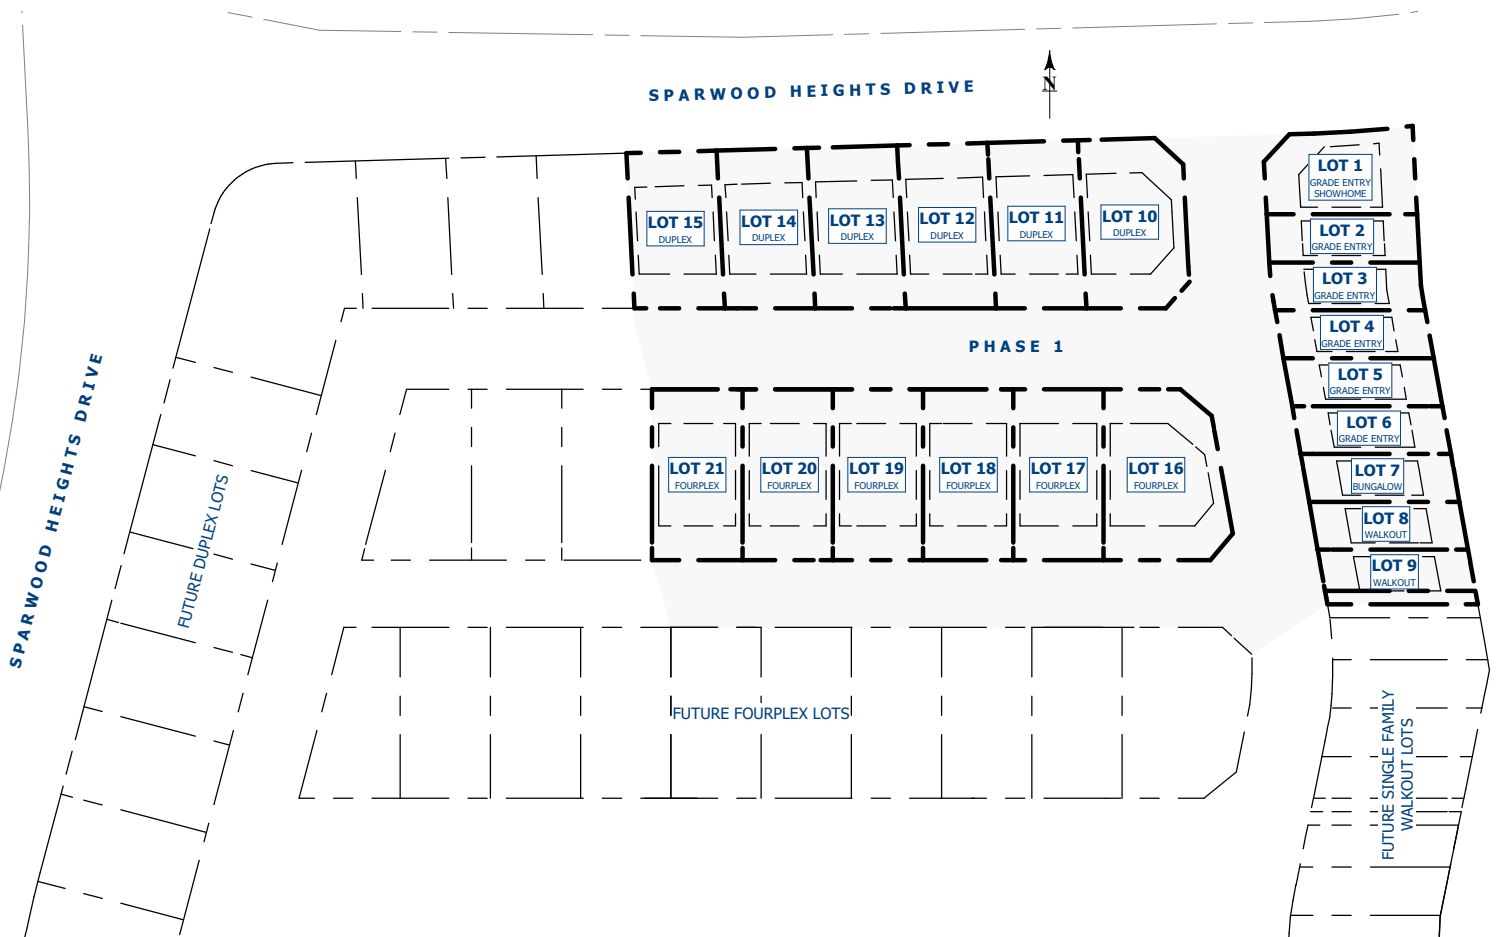 SPARWOOD HEIGHTS DRIVE
N
LOT 1
GRADE ENTRY
SHOWHOME
LOT 2
GRADE ENTRY
LOT 3
GRADE ENTRY
LOT 4
GRADE ENTRY
LOT 5
GRADE ENTRY
LOT 6
GRADE ENTRY
LOT 7
BUNGALOW
LOT 8
WALKOUT
LOT 9
WALKOUT
LOT 15
DUPLEX
LOT 14
DUPLEX
LOT 13
DUPLEX
LOT 12
DUPLEX
LOT 11
DUPLEX
LOT 10
DUPLEX
PHASE 1
LOT 21
FOURPLEX
LOT 20
FOURPLEX
LOT 19
FOURPLEX
LOT 18
FOURPLEX
LOT 17
FOURPLEX
LOT 16
FOURPLEX
SPARWOOD HEIGHTS DRIVE
FUTURE DUPLEX LOTS
FUTURE FOURPLEX LOTS
FUTURE SINGLE FAMILY
WALKOUT LOTS